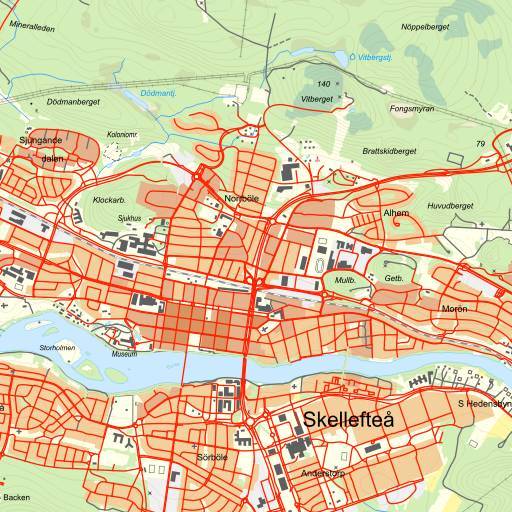 Mineralleden
Nöppelberget
Ö Vitbergstj.
140
Vitberget
Dödmantj.
Dödmanberget
Fongsmyran
Koloniomr.
Sjungande
dalen
79
Brattskidberget
Klockarb.
Norrböle
Huvudberget
Alhem
Sjukhus
Mullb.
Getb.
Morön
Storholmen
Museum
S Hedensbyn
Skellefteå
Sörböle
Anderstorp
Backen